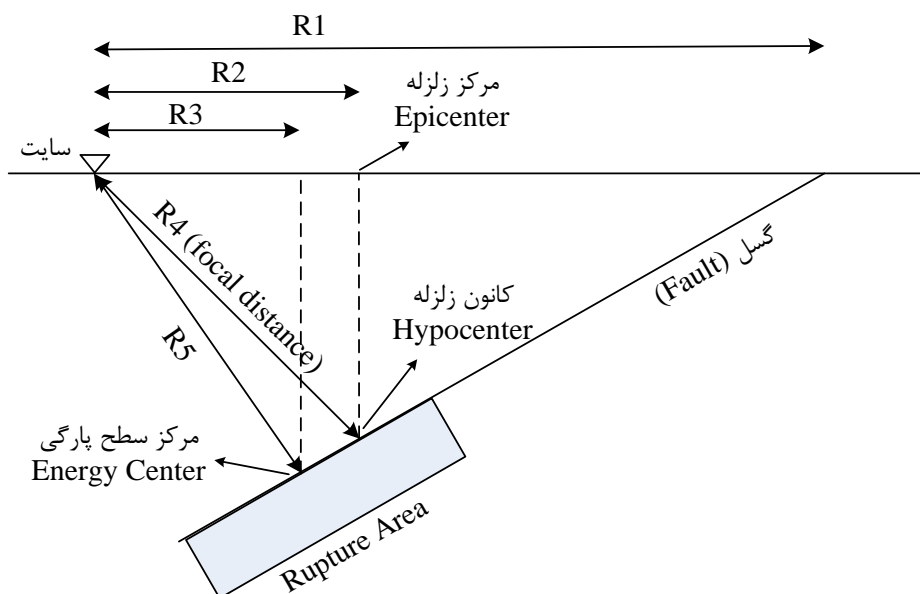 R1
R2
R3
مرکز زلزله
Epicenter
سایت
R4 (focal distance)
R5
گسل (Fault)
کانون زلزله
Hypocenter
مرکز سطح پارگی
Energy Center
Rupture Area